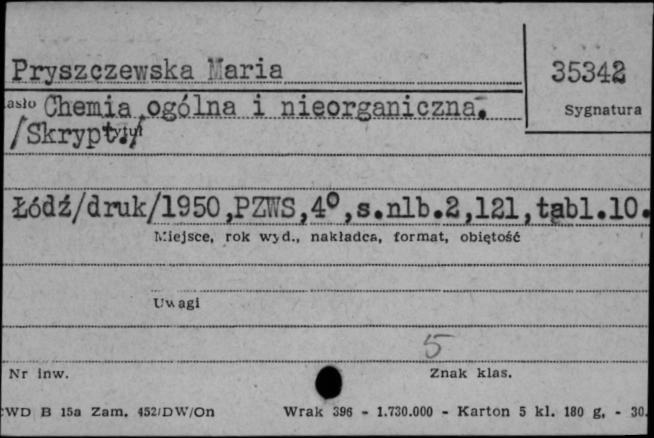 Pryszczewska Maria
35342
asło Chemia ogólna i nieorganiczna.
Sygnatura
/Skrypt./
Łódź/druk/1950,PZWS,4°,s.nlb.2,121,tabl.10.
Miejsce, rok wyd., nakładca, format, objętość
Uwagi
5
Nr inw.
Znak klas.
CWD B 15a Zam. 452/DW/On Wrak 396 - 1.730.000 - Karton 5 kl. 180 g, - 30.